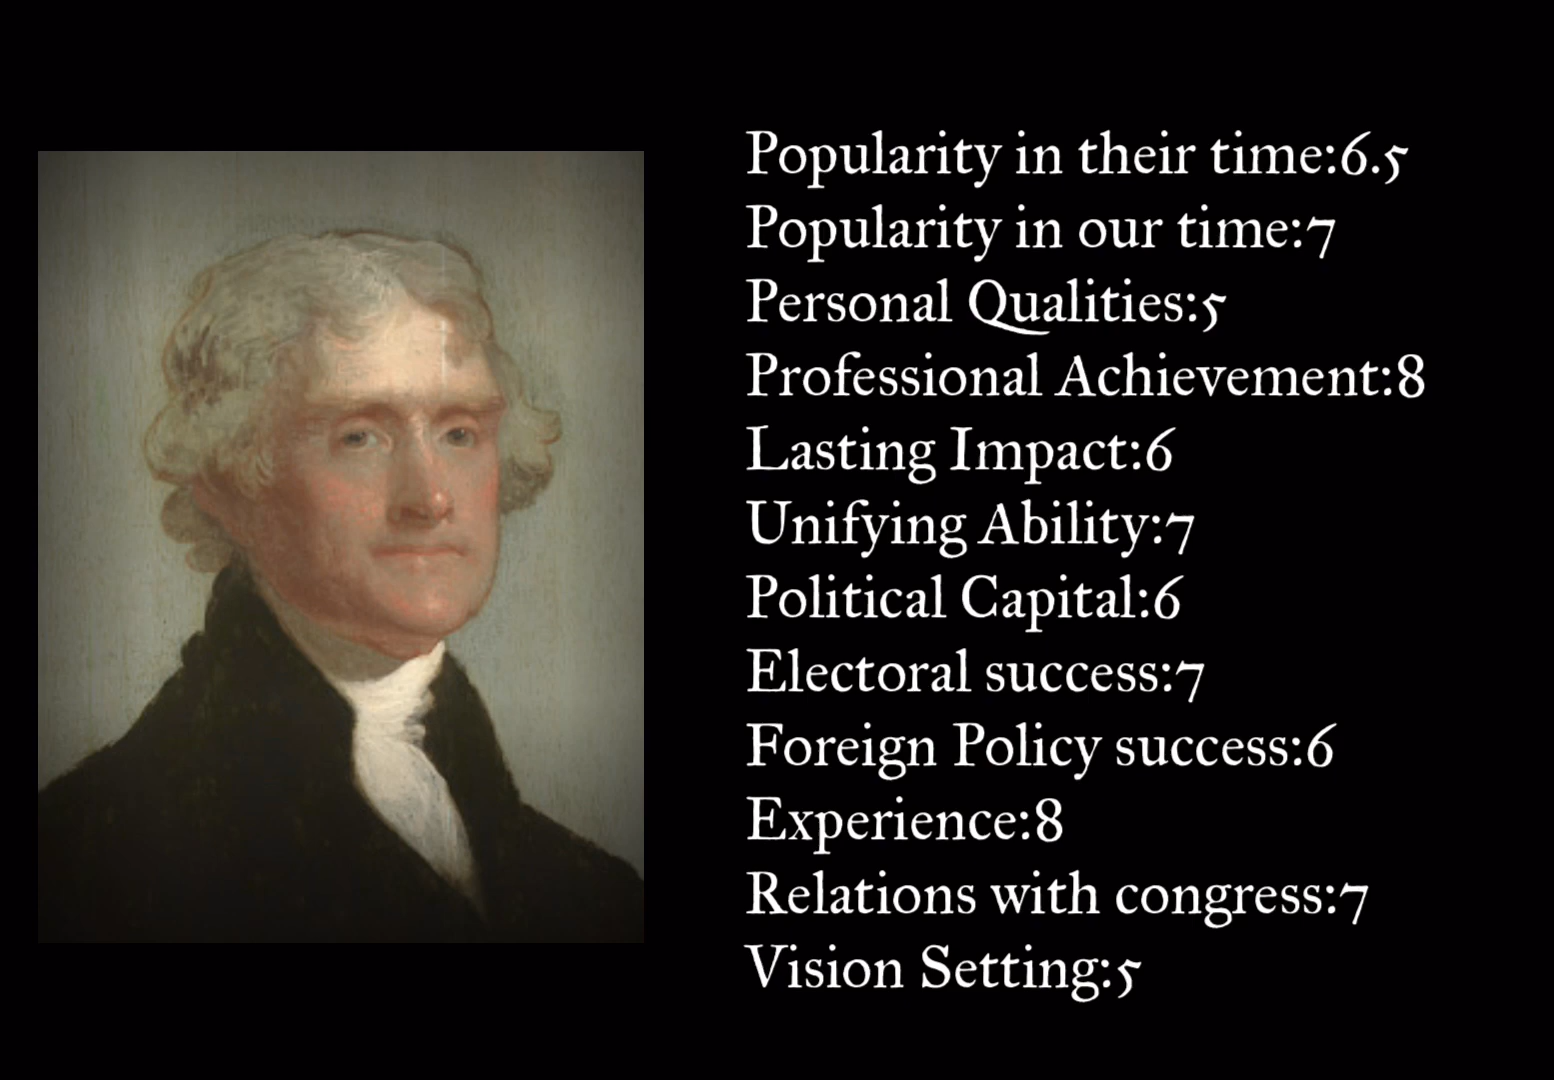 Popularity in their time:6.5
Popularity in our time:7
Personal Qualities:5
Professional Achievement:8
Lasting Impact:6
Unifying Ability:7
Political Capital:6
Electoral success:7
Foreign Policy success:6
Experience:8
Relations with congress:7
Vision Setting:5